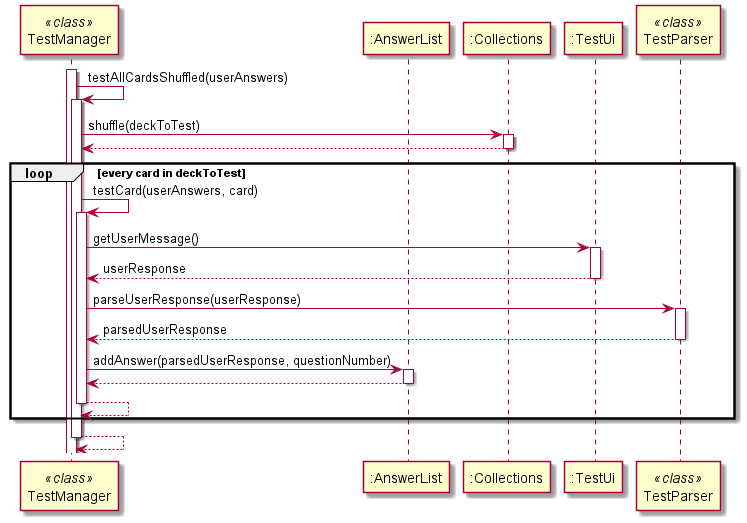 «class»
TestManager
:AnswerList
:Collections
:TestUi
«class»
TestParser
testAllCardsShuffled(userAnswers)
shuffle(deckToTest)
loop
[every card in deckToTest]
testCard(userAnswers, card)
getUserMessage()
userResponse
parseUserResponse(userResponse)
parsedUserResponse
addAnswer(parsedUserResponse, questionNumber)
«class»
TestManager
:AnswerList
:Collections
:TestUi
«class»
TestParser